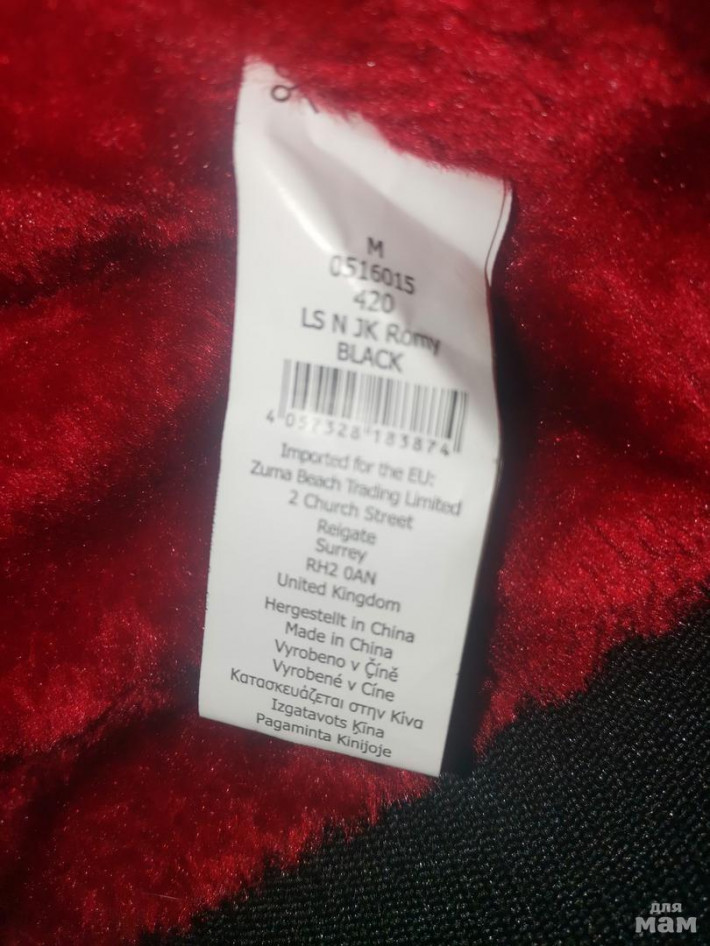 M
0516015
420
LS N JK Romy
BLACK
4 057328 183874
Imported for the EU:
Zuma Beach Trading Limited
2 Church Street
Reigate
Surrey
RH2 0AN
United Kingdom
Hergestellt in China
Made in China
Vyrobeno v Číně
Vyrobené v Cíne
Κατασκευάζεται στην Κίνα
Izgatavots Ķīna
Pagaminta Kinijoje
для
мам